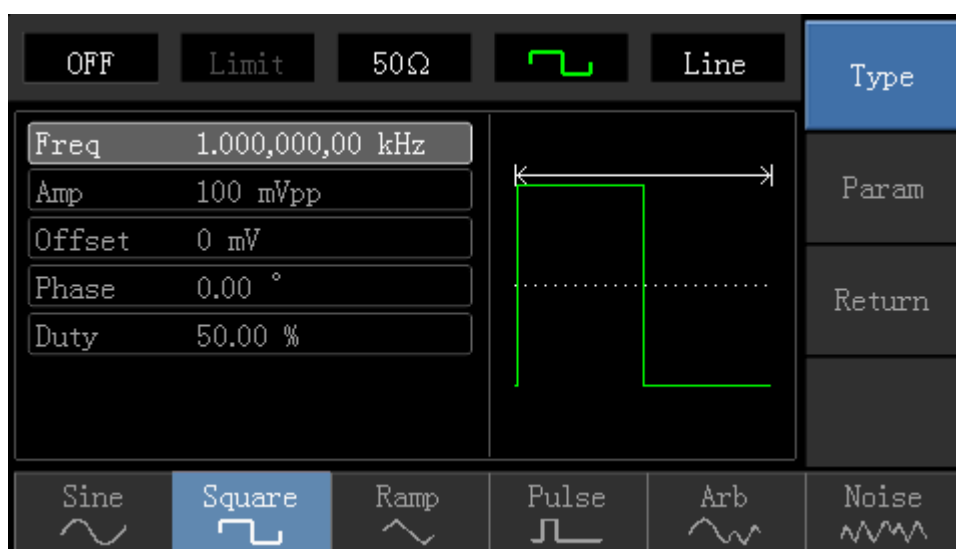 OFF Limit 50Ω Line
Type
Freq 1.000,000,00 kHz
Amp 100 mVpp
Offset 0 mV
Phase 0.00 °
Duty 50.00 %
Param
Return
Sine Square Ramp Pulse Arb Noise